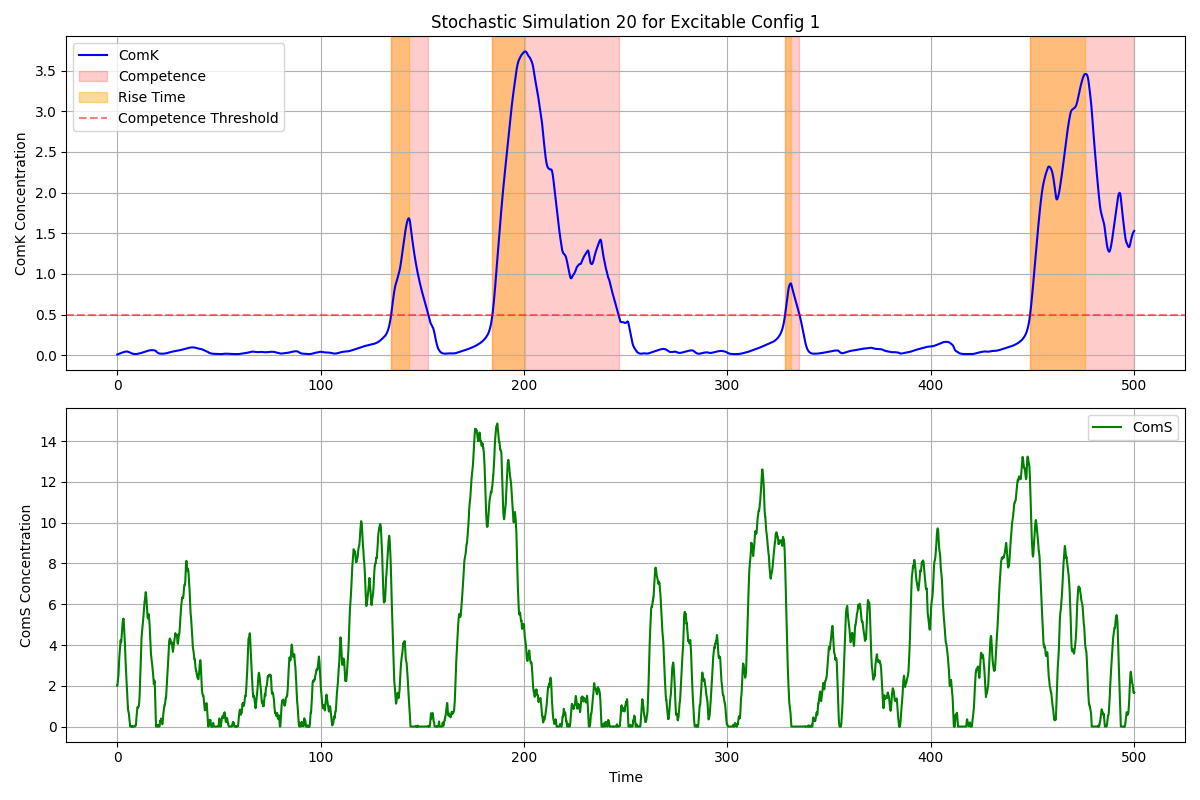 Stochastic Simulation 20 for Excitable Config 1
ComK
Competence
Rise Time
Competence Threshold
ComK Concentration
3.5
3.0
2.5
2.0
1.5
1.0
0.5
0.0
0 100 200 300 400 500
ComS
ComS Concentration
14
12
10
8
6
4
2
0
0 100 200 300 400 500
Time